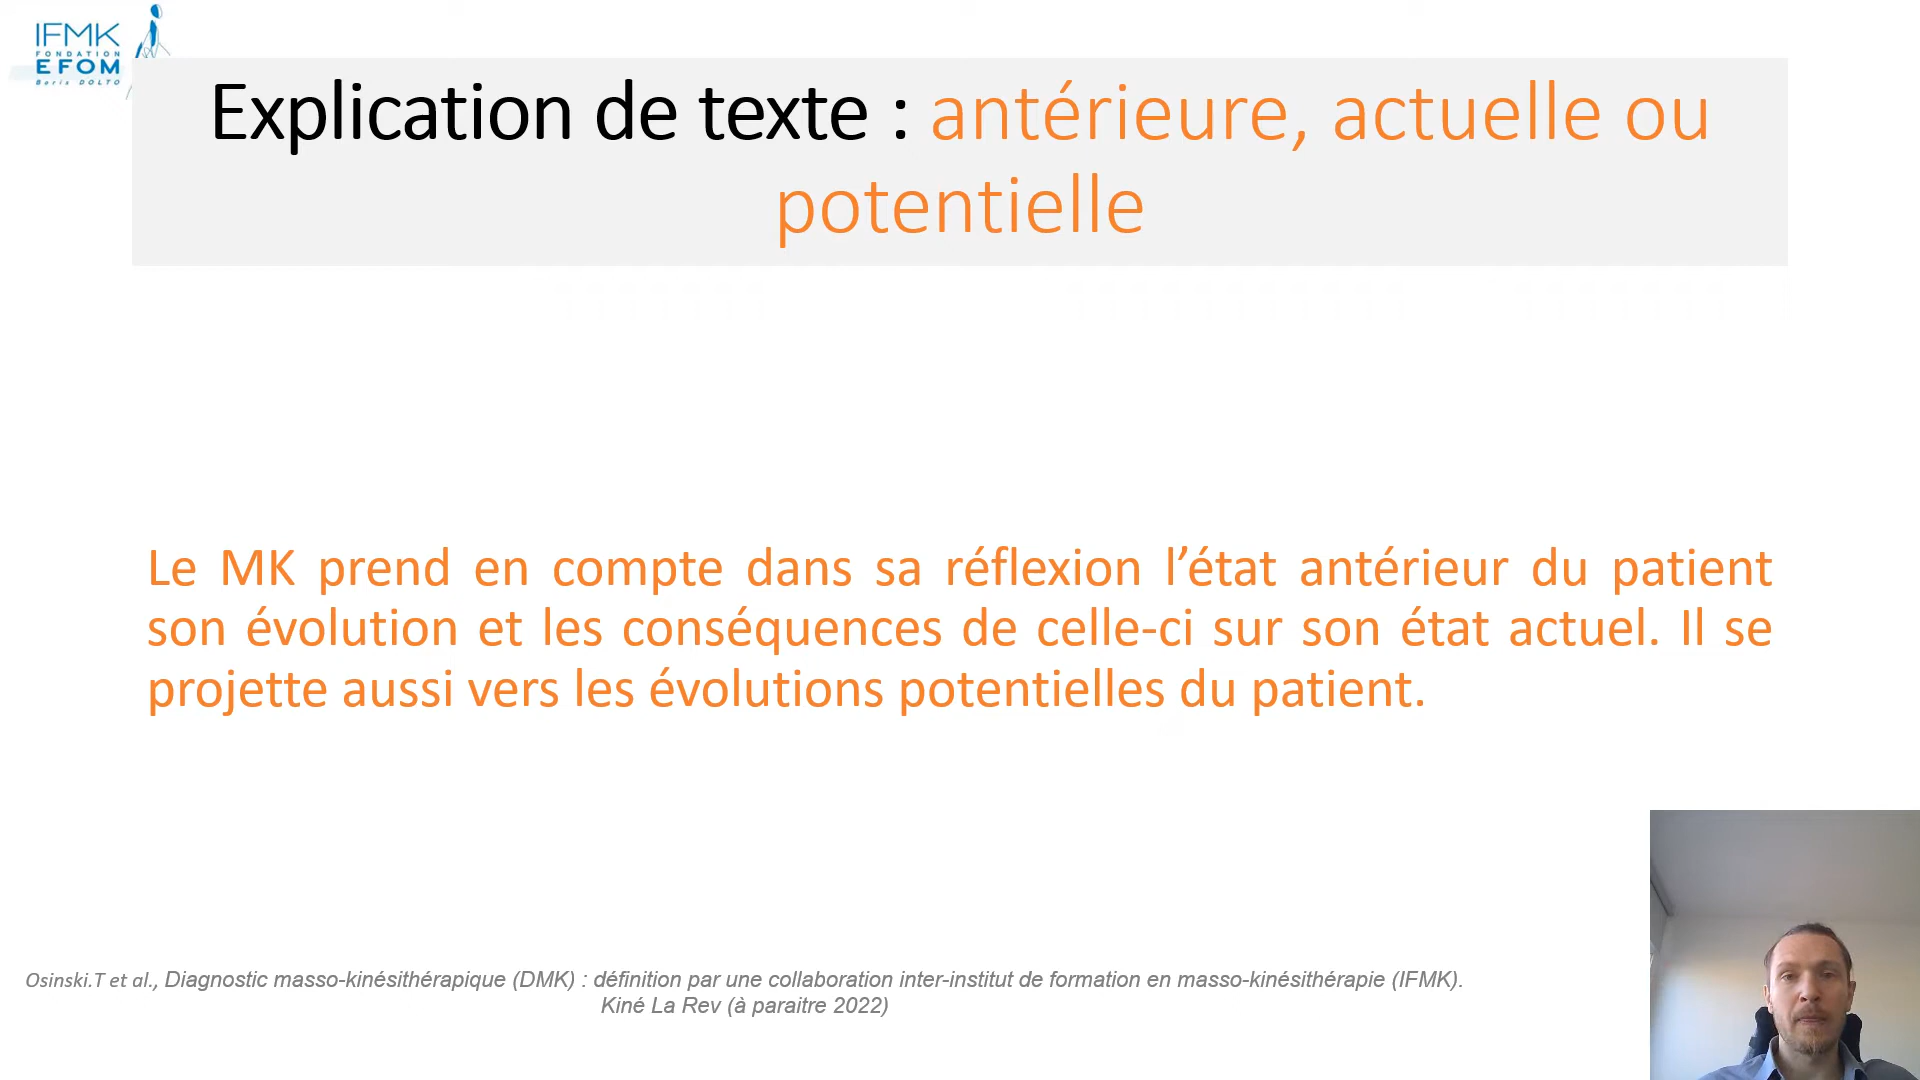 IFMK
FONDATION
EFOM
Boris DOLTO
Explication de texte : antérieure, actuelle ou
potentielle
Le MK prend en compte dans sa réflexion l’état antérieur du patient
son évolution et les conséquences de celle-ci sur son état actuel. Il se
projette aussi vers les évolutions potentielles du patient.
Osinski.T et al., Diagnostic masso-kinésithérapique (DMK) : définition par une collaboration inter-institut de formation en masso-kinésithérapie (IFMK).
Kiné La Rev (à paraitre 2022)